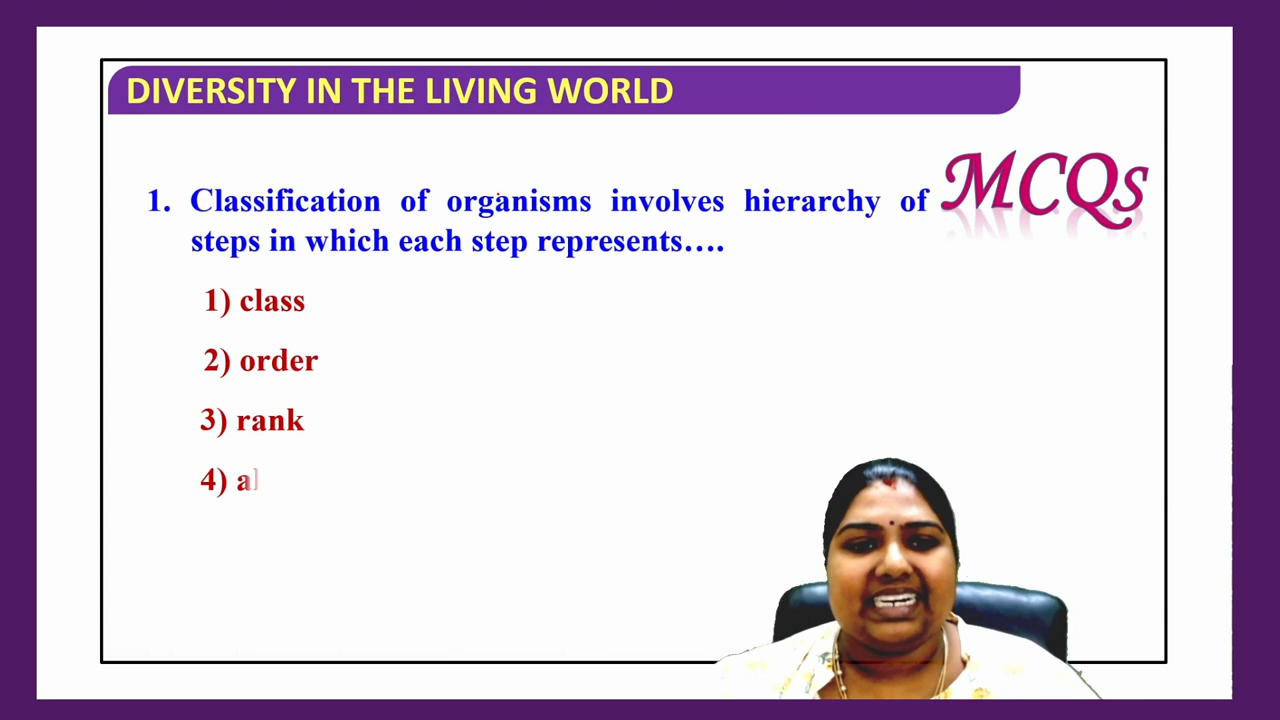 DIVERSITY IN THE LIVING WORLD
MCQs
1. Classification of organisms involves hierarchy of
steps in which each step represents….
1) class
2) order
3) rank
4) al